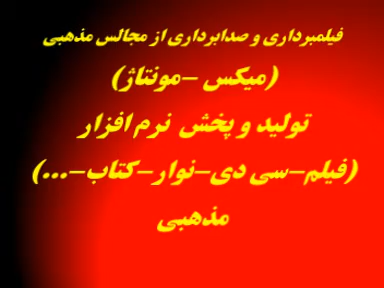 فیلمبرداری و صدابرداری از مجالس مذهبی
(میکس -مونتاژ)
تولید و پخش نرم افزار
(فیلم-سی دی-نوار-کتاب-...)
مذهبی